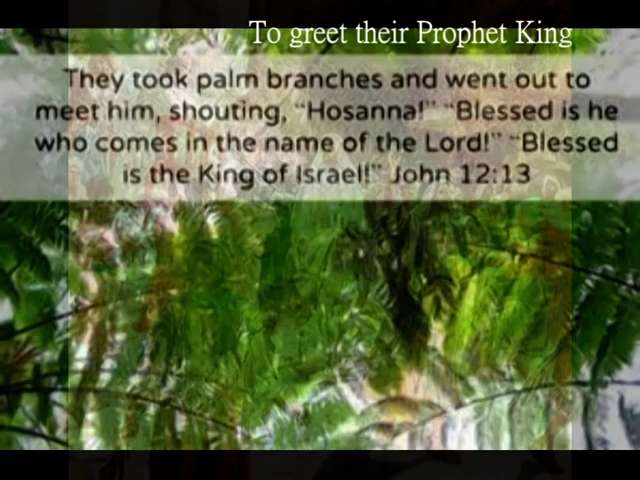 To greet their Prophet King
They took palm branches and went out to
meet him, shouting, “Hosanna!” “Blessed is he
who comes in the name of the Lord!” “Blessed
is the King of Israel!” John 12:13